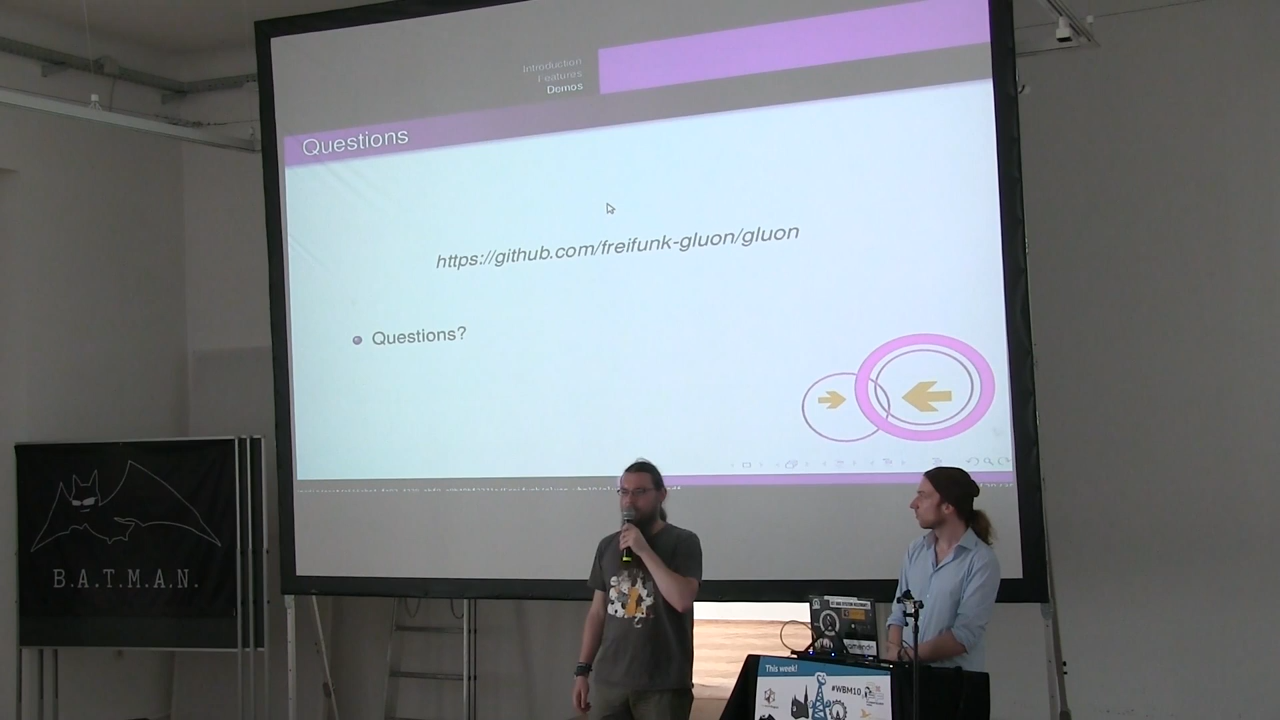 Introduction
Features
Demos
Questions
https://github.com/freifunk-gluon/gluon
Questions?
B.A.T.M.A.N.
This week!
#WBM10